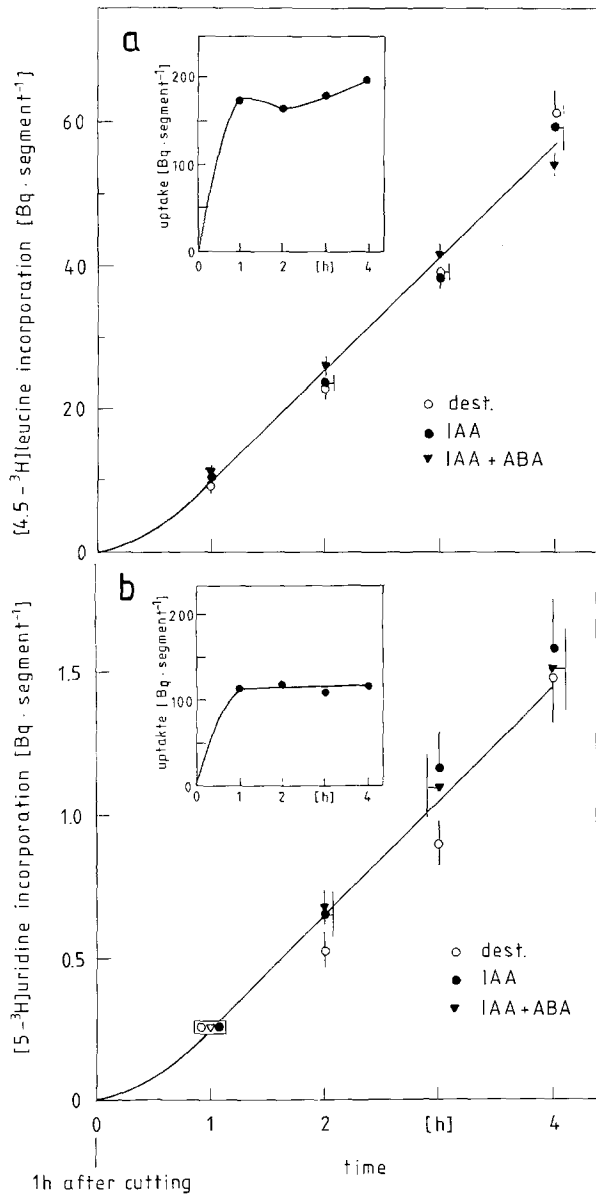 a
[4.5-³H]leucine incorporation [Bq · segment⁻¹]
60
40
20
0
uptake [Bq · segment⁻¹]
200
100
0
0 1 2 [h] 4
○ dest.
● IAA
▼ IAA + ABA
b
[5-³H]uridine incorporation [Bq · segment⁻¹]
1.5
1.0
0.5
0
uptakte [Bq · segment⁻¹]
200
100
0
0 1 2 [h] 4
○ dest.
● IAA
▼ IAA + ABA
0 1 2 [h] 4
time
1h after cutting